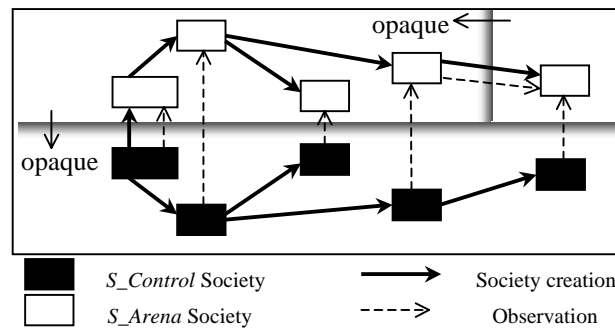 opaque
opaque
S_Control Society
Society creation
S_Arena Society
Observation